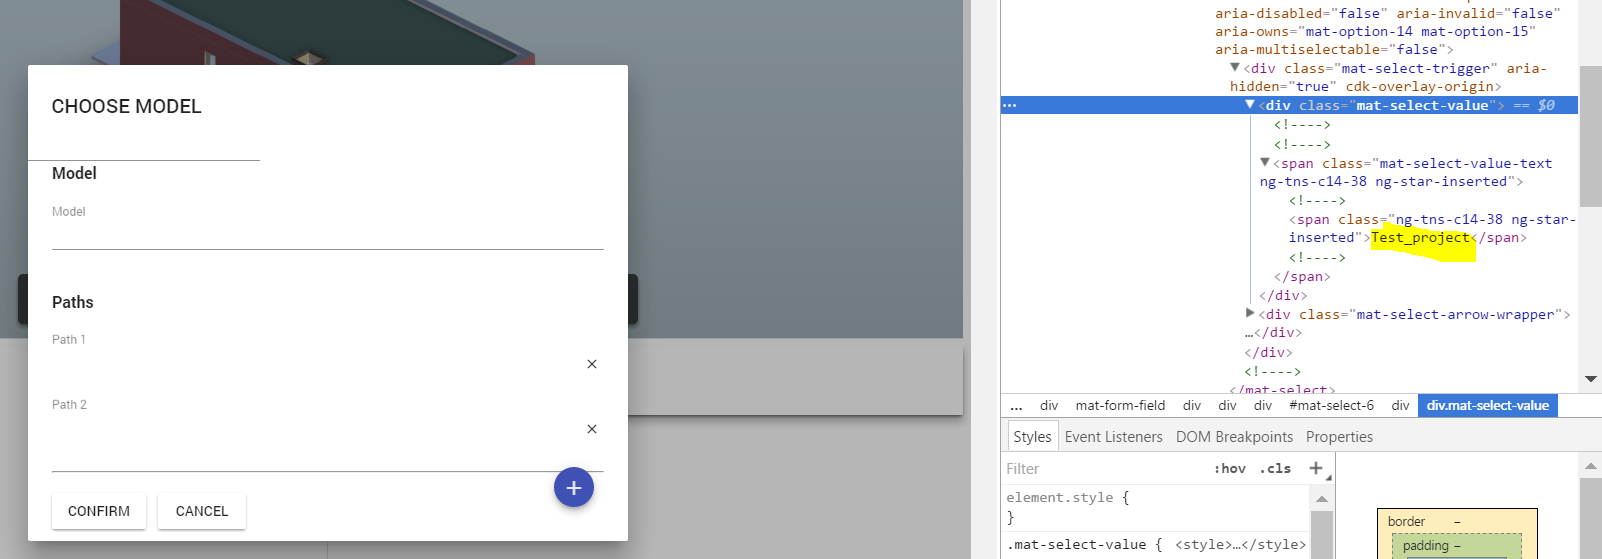 CHOOSE MODEL
Model
Model
Paths
Path 1
×
Path 2
×
+
CONFIRM CANCEL
aria-disabled="false" aria-invalid="false"
aria-owns="mat-option-14 mat-option-15"
aria-multiselectable="false">
▼<div class="mat-select-trigger" aria-
hidden="true" cdk-overlay-origin>
… ▼<div class="mat-select-value"> == $0
<!---->
<!---->
▼<span class="mat-select-value-text
ng-tns-c14-38 ng-star-inserted">
<!---->
<span class="ng-tns-c14-38 ng-star-
inserted">Test_project</span>
<!---->
</span>
</div>
▶<div class="mat-select-arrow-wrapper">
…</div>
</div>
<!---->
</mat-select>
... div mat-form-field div div div #mat-select-6 div div.mat-select-value
Styles Event Listeners DOM Breakpoints Properties
Filter :hov .cls +
element.style {
}
.mat-select-value { <style>…</style>
border –
padding –